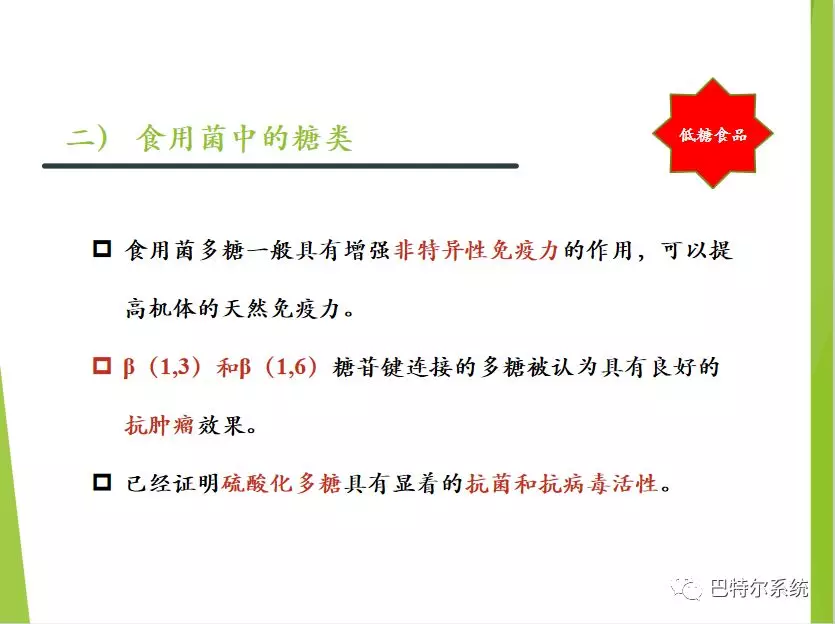 二） 食用菌中的糖类
低糖食品
食用菌多糖一般具有增强非特异性免疫力的作用，可以提
高机体的天然免疫力。
β（1,3）和β（1,6）糖苷键连接的多糖被认为具有良好的
抗肿瘤效果。
已经证明硫酸化多糖具有显着的抗菌和抗病毒活性。
巴特尔系统